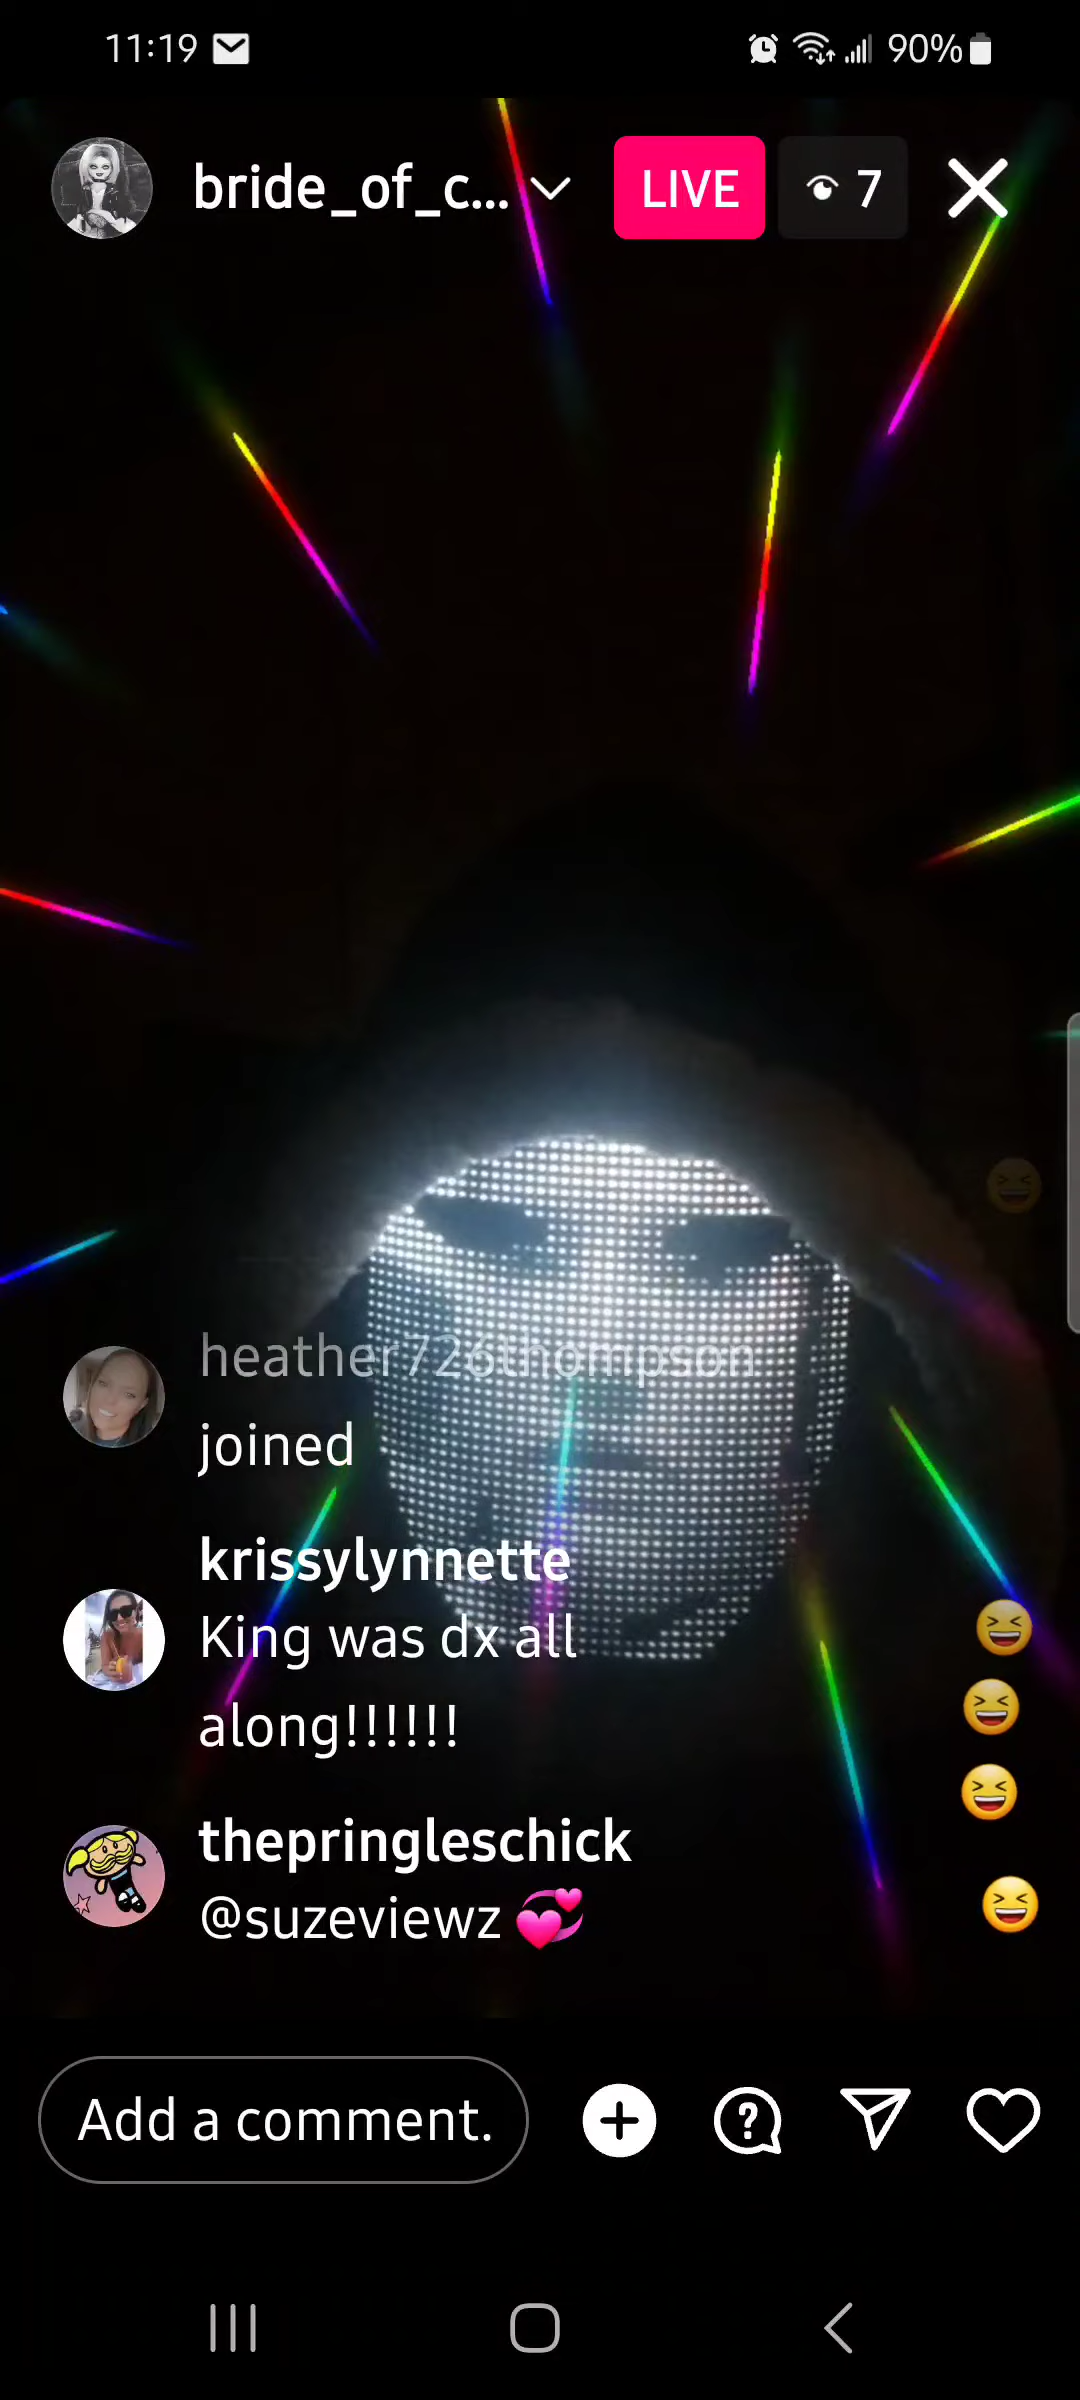 11:19
90%
bride_of_c...
LIVE
7
heather726thompson
joined
krissylynnette
King was dx all
along!!!!!!
thepringleschick
@suzeviewz
Add a comment.